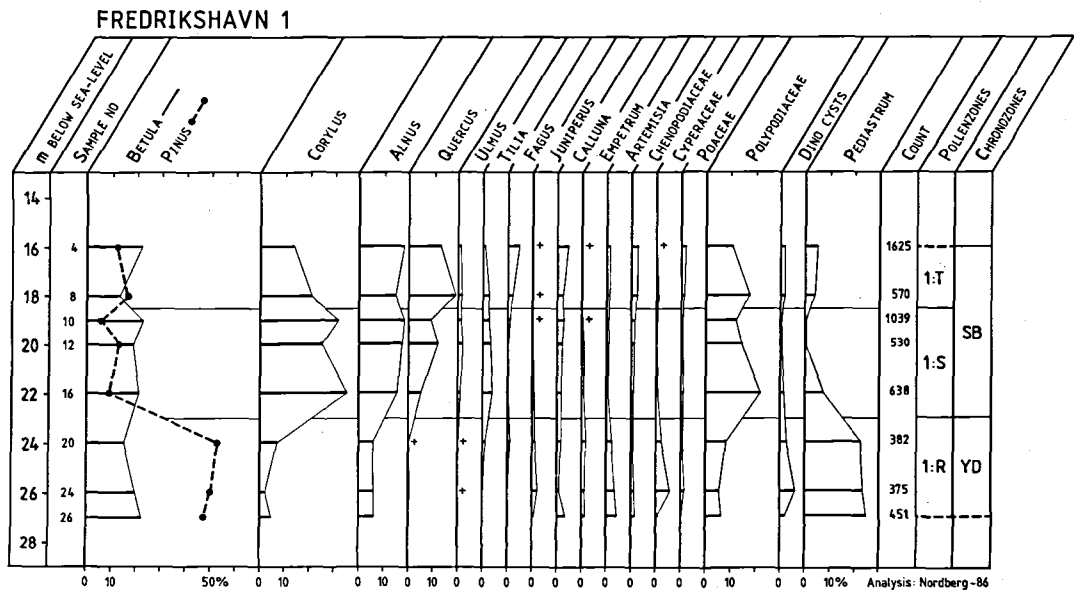 FREDRIKSHAVN 1
m BELOW SEA-LEVEL
SAMPLE NO
BETULA
PINUS
CORYLUS
ALNUS
QUERCUS
ULMUS
TILIA
FAGUS
JUNIPERUS
CALLUNA
EMPETRUM
ARTEMISIA
CHENOPODIACEAE
CYPERACEAE
POACEAE
POLYPODIACEAE
DINO CYSTS
PEDIASTRUM
COUNT
POLLENZONES
CHRONOZONES
14
16 4 + + + 1625
1:T
18 8 + 570
10 + + 1039
20 12 530
SB
1:S
22 16 638
24 20 + + 382
1:R YD
26 24 + 375
26 451
28
0 10 50% 0 10 0 0 10 0 0 0 0 0 0 0 0 0 0 0 10 0 0 10% Analysis: Nordberg-86